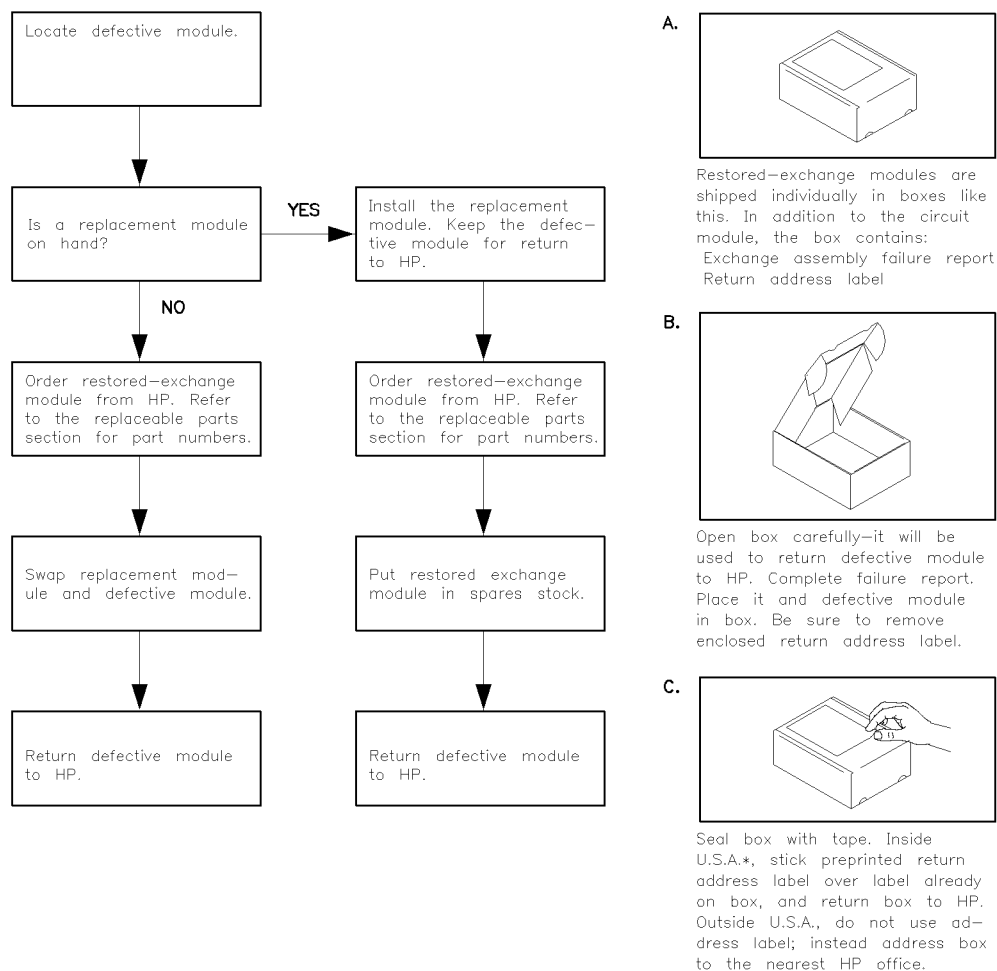 Locate defective module.
Is a replacement module
on hand?
YES
NO
Install the replacement
module. Keep the defec–
tive module for return
to HP.
Order restored–exchange
module from HP. Refer
to the replaceable parts
section for part numbers.
Order restored–exchange
module from HP. Refer
to the replaceable parts
section for part numbers.
Swap replacement mod–
ule and defective module.
Put restored exchange
module in spares stock.
Return defective module
to HP.
Return defective module
to HP.
A.
Restored–exchange modules are
shipped individually in boxes like
this. In addition to the circuit
module, the box contains:
Exchange assembly failure report
Return address label
B.
Open box carefully–it will be
used to return defective module
to HP. Complete failure report.
Place it and defective module
in box. Be sure to remove
enclosed return address label.
C.
Seal box with tape. Inside
U.S.A.*, stick preprinted return
address label over label already
on box, and return box to HP.
Outside U.S.A., do not use ad–
dress label; instead address box
to the nearest HP office.